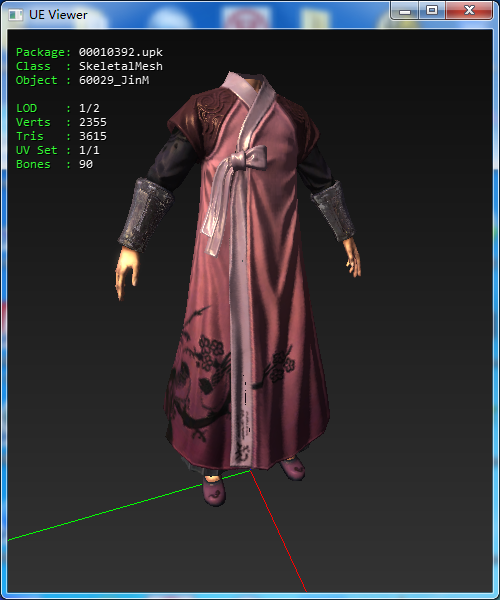 UE Viewer
Package: 00010392.upk
Class  : SkeletalMesh
Object : 60029_JinM
LOD    : 1/2
Verts  : 2355
Tris   : 3615
UV Set : 1/1
Bones  : 90